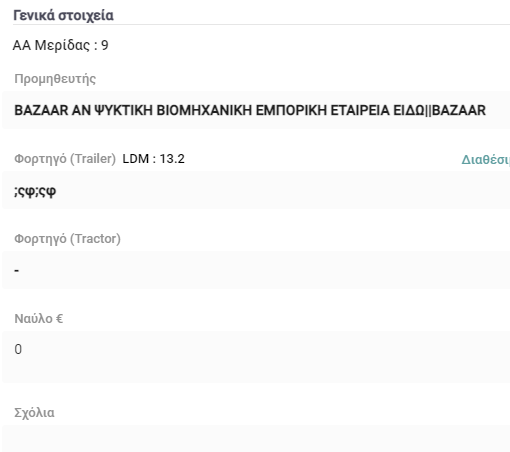 Γενικά στοιχεία
ΑΑ Μερίδας : 9
Προμηθευτής
BAZAAR ΑΝ ΨΥΚΤΙΚΗ ΒΙΟΜΗΧΑΝΙΚΗ ΕΜΠΟΡΙΚΗ ΕΤΑΙΡΕΙΑ ΕΙΔΩ||BAZAAR
Φορτηγό (Trailer) LDM : 13.2 Διαθέσι
;ςφ;ςφ
Φορτηγό (Tractor)
-
Ναύλο €
0
Σχόλια